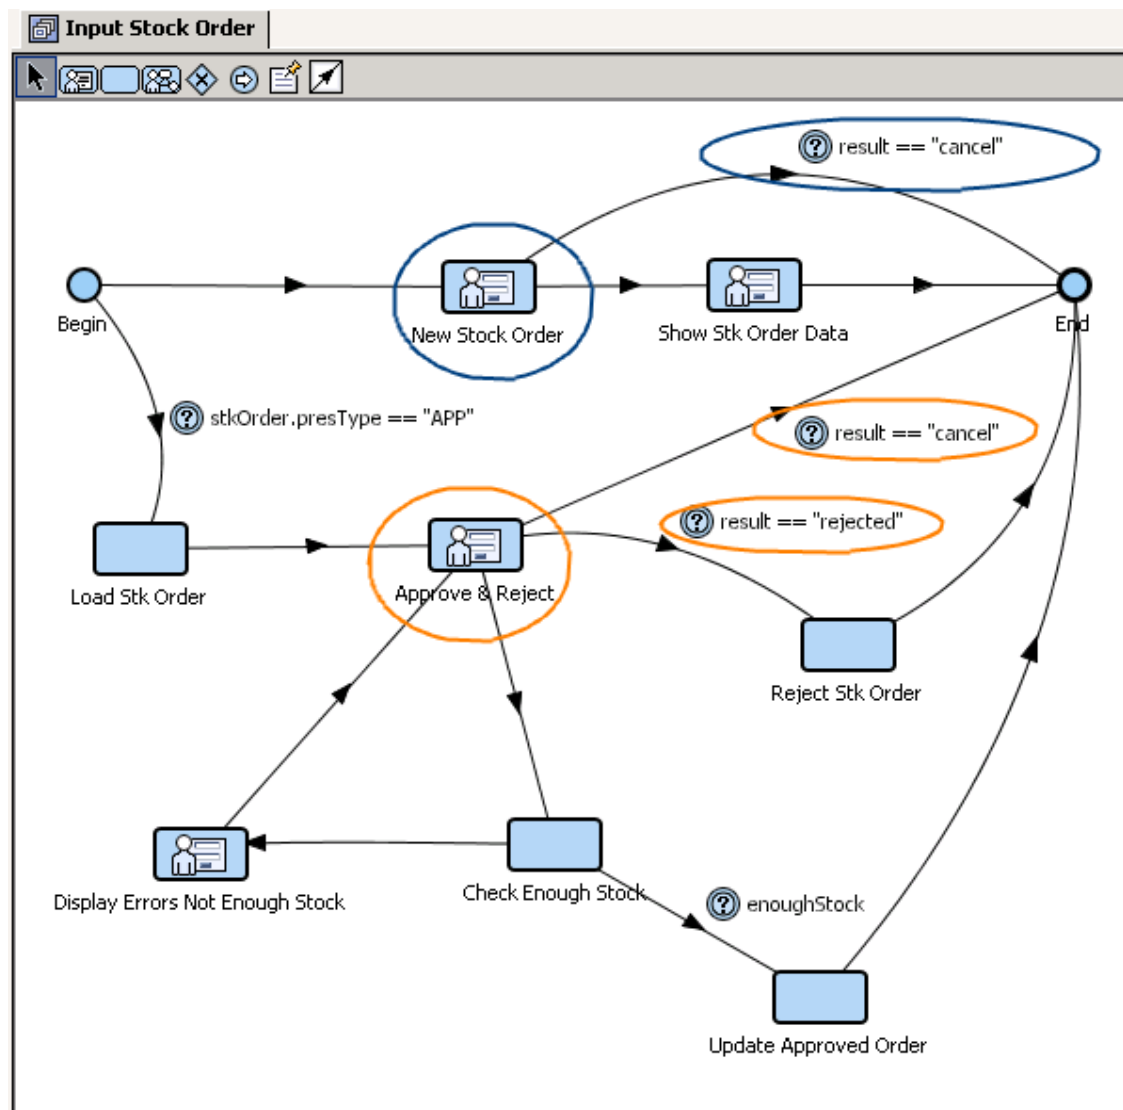 Input Stock Order
result == "cancel"
Begin
New Stock Order
Show Stk Order Data
End
stkOrder.presType == "APP"
result == "cancel"
result == "rejected"
Load Stk Order
Approve & Reject
Reject Stk Order
Display Errors Not Enough Stock
Check Enough Stock
enoughStock
Update Approved Order